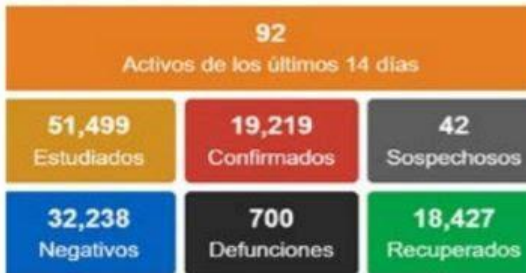 92
Activos de los últimos 14 días
51,499
Estudiados
19,219
Confirmados
42
Sospechosos
32,238
Negativos
700
Defunciones
18,427
Recuperados